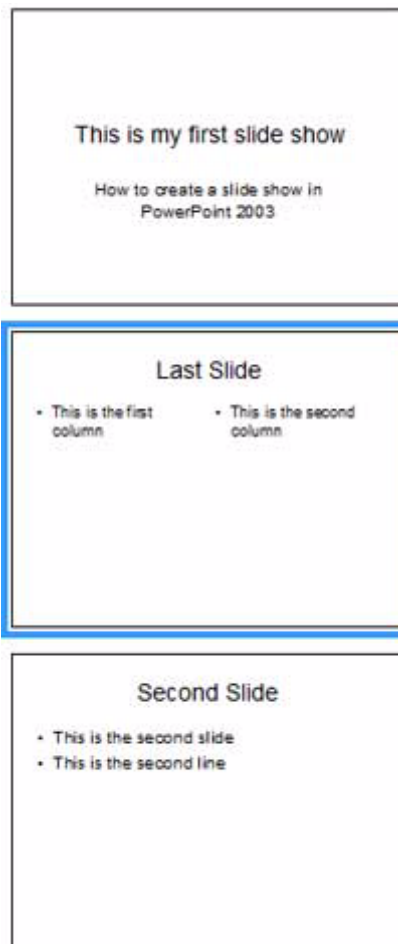 This is my first slide show
How to create a slide show in
PowerPoint 2003
Last Slide
• This is the first
column
• This is the second
column
Second Slide
• This is the second slide
• This is the second line